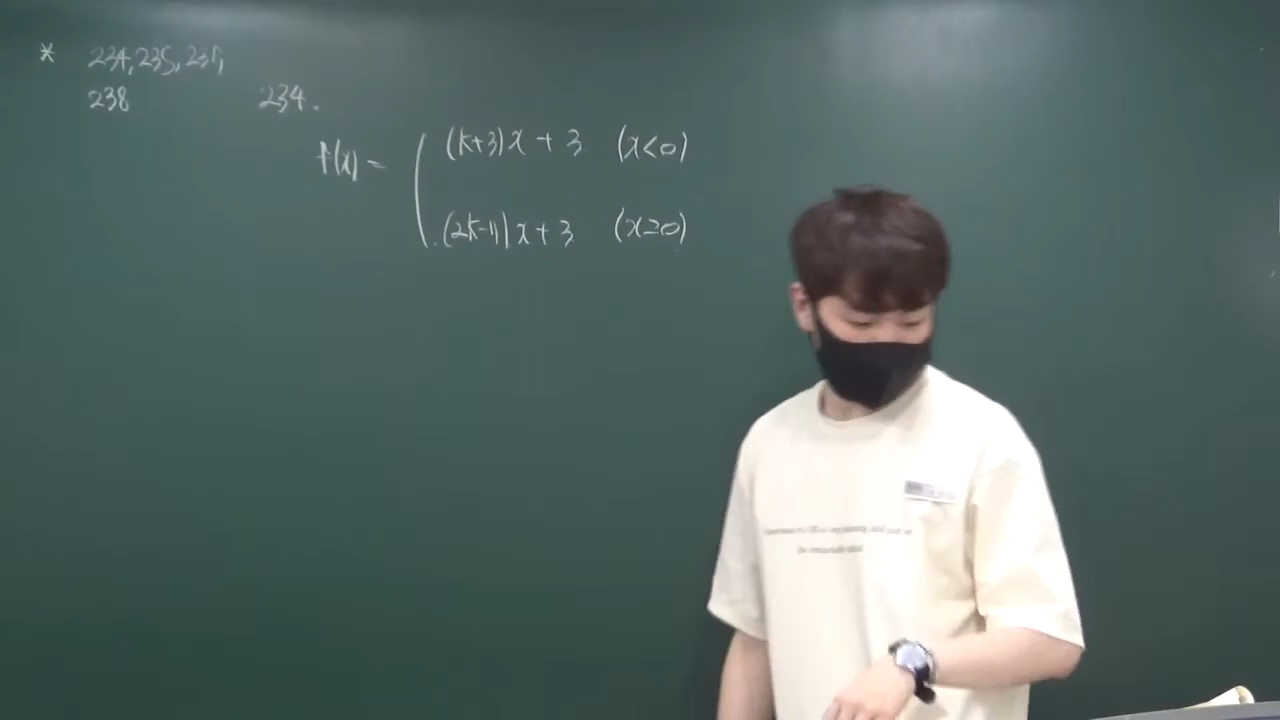 * 234, 235, 237,
238
234.
f(x) =
(k+3)x + 3 (x<0)
(2k-1)x + 3 (x≥0)